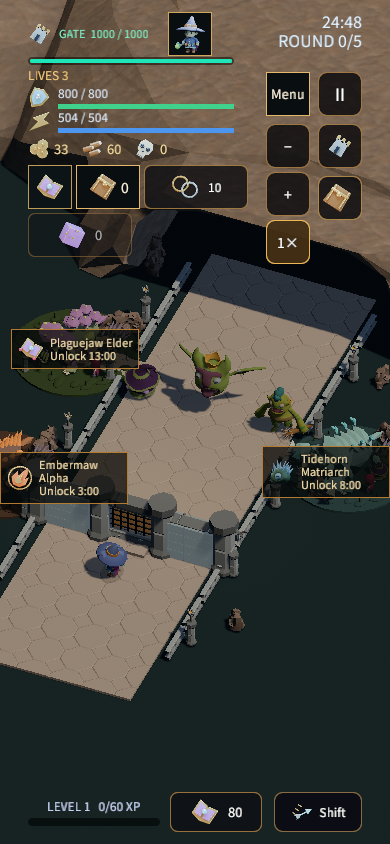 GATE 1000 / 1000
24:48
ROUND 0/5
LIVES 3
800 / 800
504 / 504
Menu
33
60
0
−
0
10
+
0
1×
Plaguejaw Elder
Unlock 13:00
Embermaw
Alpha
Unlock 3:00
Tidehorn
Matriarch
Unlock 8:00
LEVEL 1 0/60 XP
80
Shift